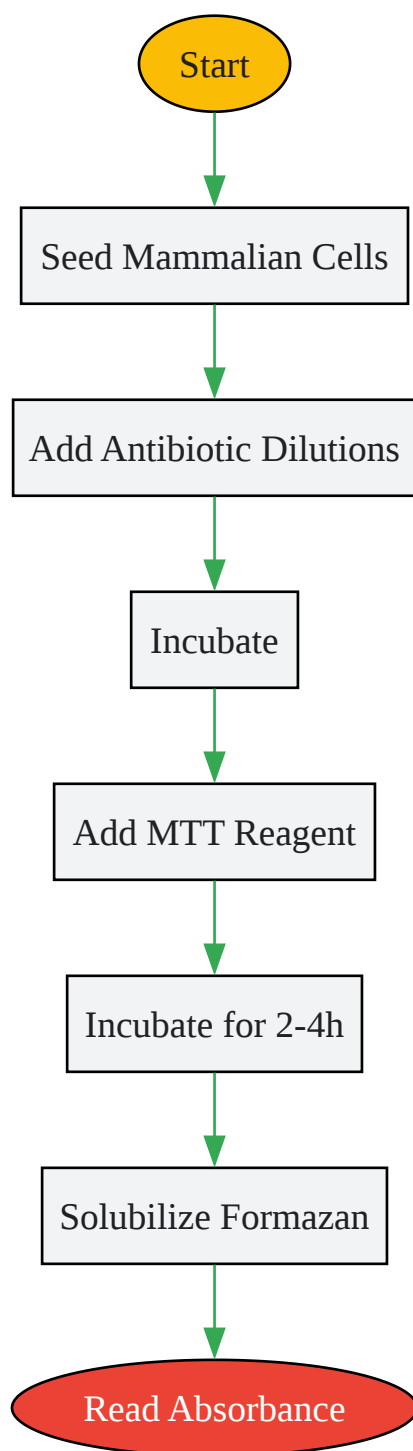 Start
Seed Mammalian Cells
Add Antibiotic Dilutions
Incubate
Add MTT Reagent
Incubate for 2-4h
Solubilize Formazan
Read Absorbance